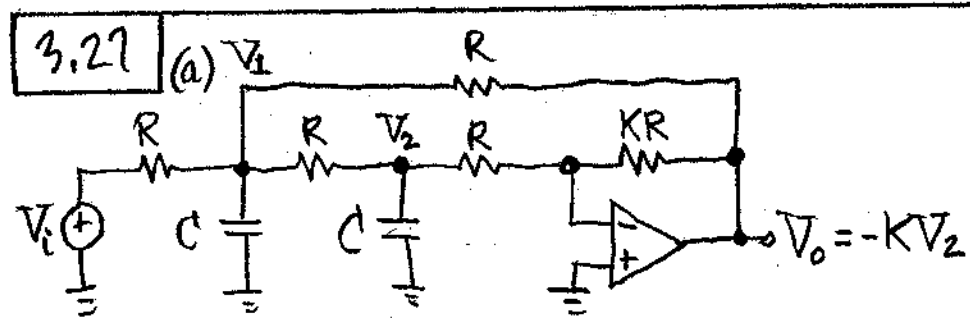 3.27 (a) V1 R
R R V2 R KR
Vi C C - Vo = -KV2
+ +